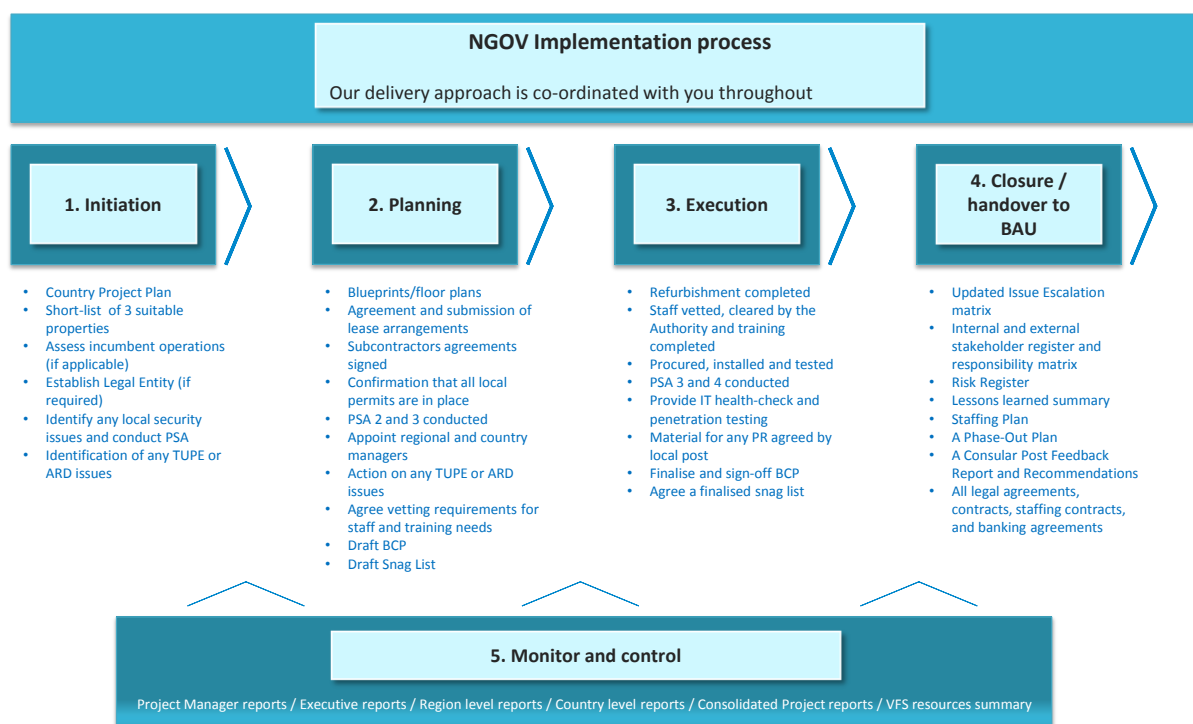 NGOV Implementation process
Our delivery approach is co-ordinated with you throughout
1. Initiation
• Country Project Plan
• Short-list of 3 suitable
properties
• Assess incumbent operations
(if applicable)
• Establish Legal Entity (if
required)
• Identify any local security
issues and conduct PSA
• Identification of any TUPE or
ARD issues
2. Planning
• Blueprints/floor plans
• Agreement and submission of
lease arrangements
• Subcontractors agreements
signed
• Confirmation that all local
permits are in place
• PSA 2 and 3 conducted
• Appoint regional and country
managers
• Action on any TUPE or ARD
issues
• Agree vetting requirements for
staff and training needs
• Draft BCP
• Draft Snag List
3. Execution
• Refurbishment completed
• Staff vetted, cleared by the
Authority and training
completed
• Procured, installed and tested
• PSA 3 and 4 conducted
• Provide IT health-check and
penetration testing
• Material for any PR agreed by
local post
• Finalise and sign-off BCP
• Agree a finalised snag list
4. Closure /
handover to
BAU
• Updated Issue Escalation
matrix
• Internal and external
stakeholder register and
responsibility matrix
• Risk Register
• Lessons learned summary
• Staffing Plan
• A Phase-Out Plan
• A Consular Post Feedback
Report and Recommendations
• All legal agreements,
contracts, staffing contracts,
and banking agreements
5. Monitor and control
Project Manager reports / Executive reports / Region level reports / Country level reports / Consolidated Project reports / VFS resources summary